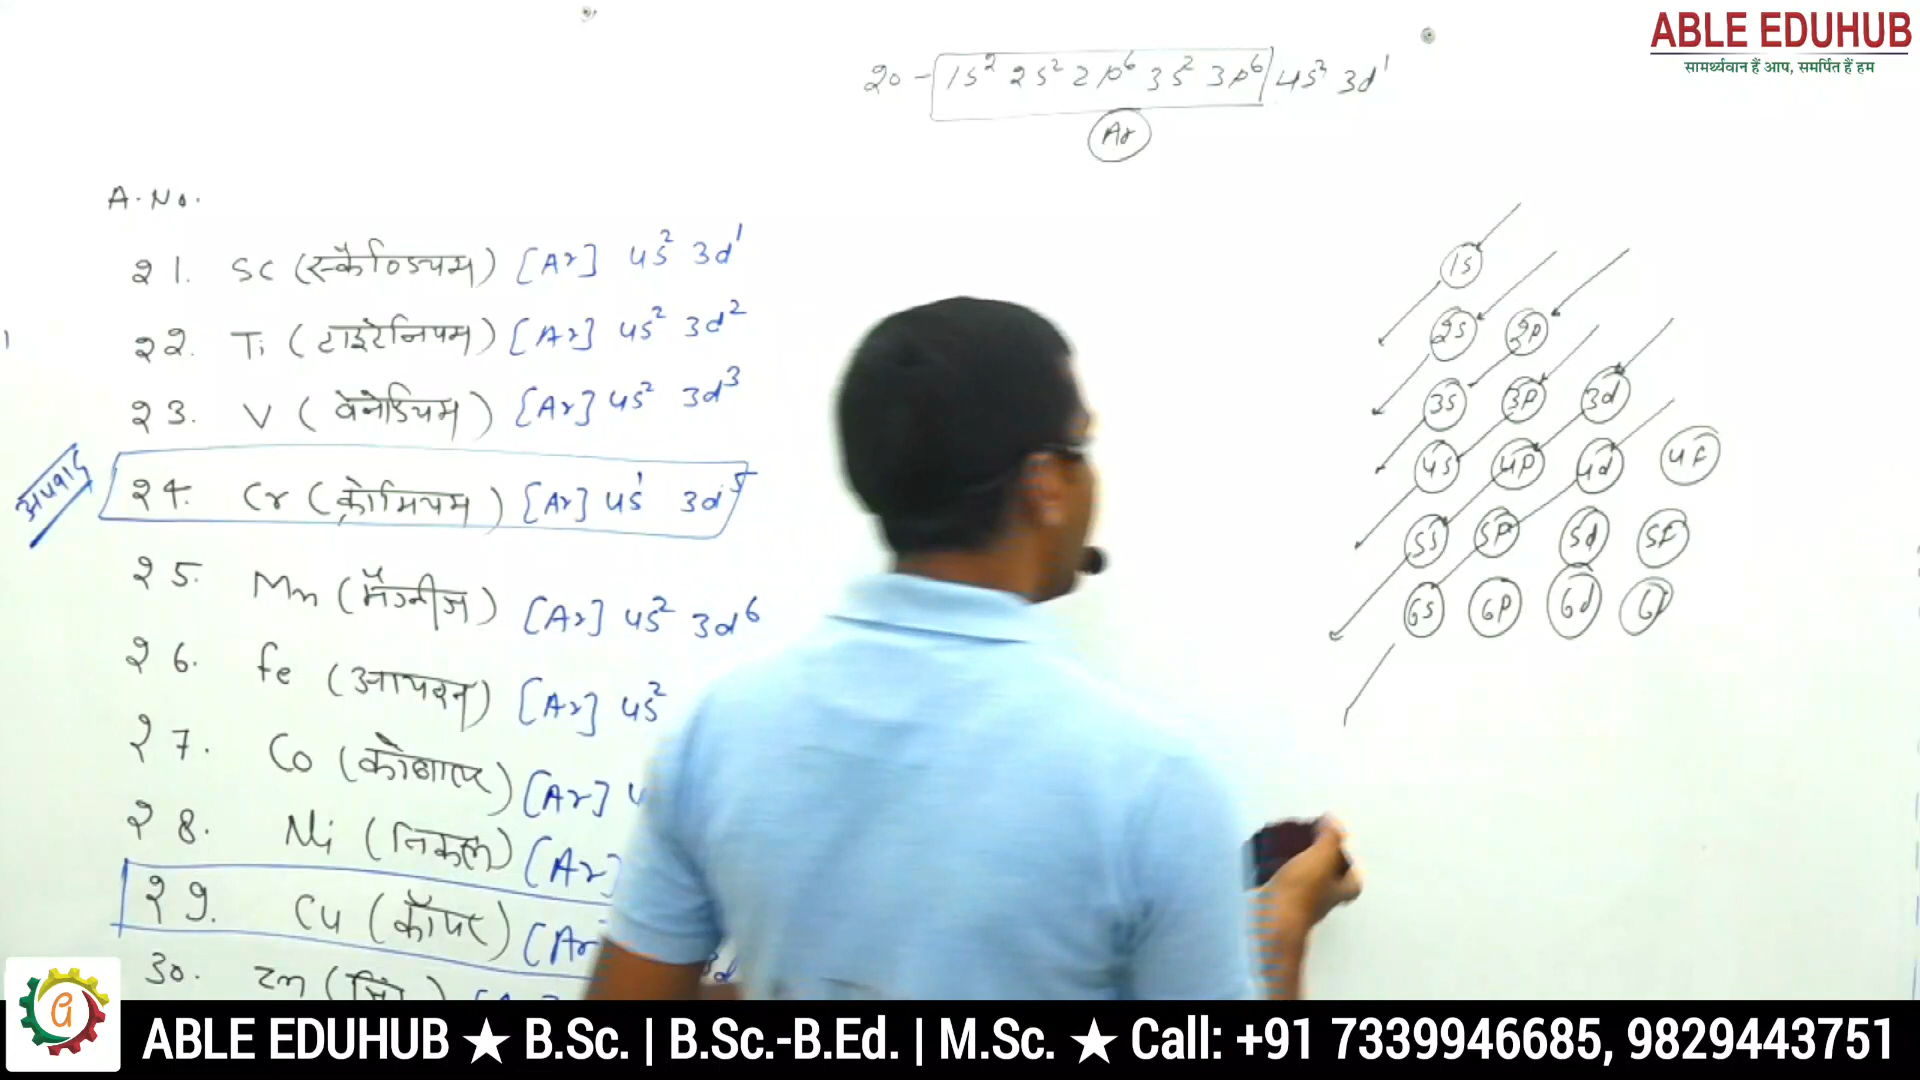 ABLE EDUHUB
सामर्थ्यवान हैं आप, समर्पित हैं हम
20 - 1s² 2s² 2p⁶ 3s² 3p⁶ 4s² 3d¹
Ar
A. No.
21. Sc (स्कैण्डियम) [Ar] 4s² 3d¹
22. Ti (टाइटेनियम) [Ar] 4s² 3d²
23. V (वेनेडियम) [Ar] 4s² 3d³
अपवाद
24. Cr (क्रोमियम) [Ar] 4s¹ 3d⁵
25. Mn (मैंग्नीज) [Ar] 4s² 3d⁶
26. Fe (आयरन) [Ar] 4s²
27. Co (कोबाल्ट) [Ar] 4
28. Ni (निकल) [Ar]
29. Cu (कॉपर) [Ar 3d
30. Zn (जिंक)
1s
2s 2p
3s 3p 3d
4s 4p 4d 4f
5s 5p 5d 5f
6s 6p 6d 6f
G
ABLE EDUHUB ★ B.Sc. | B.Sc.-B.Ed. | M.Sc. ★ Call: +91 7339946685, 9829443751